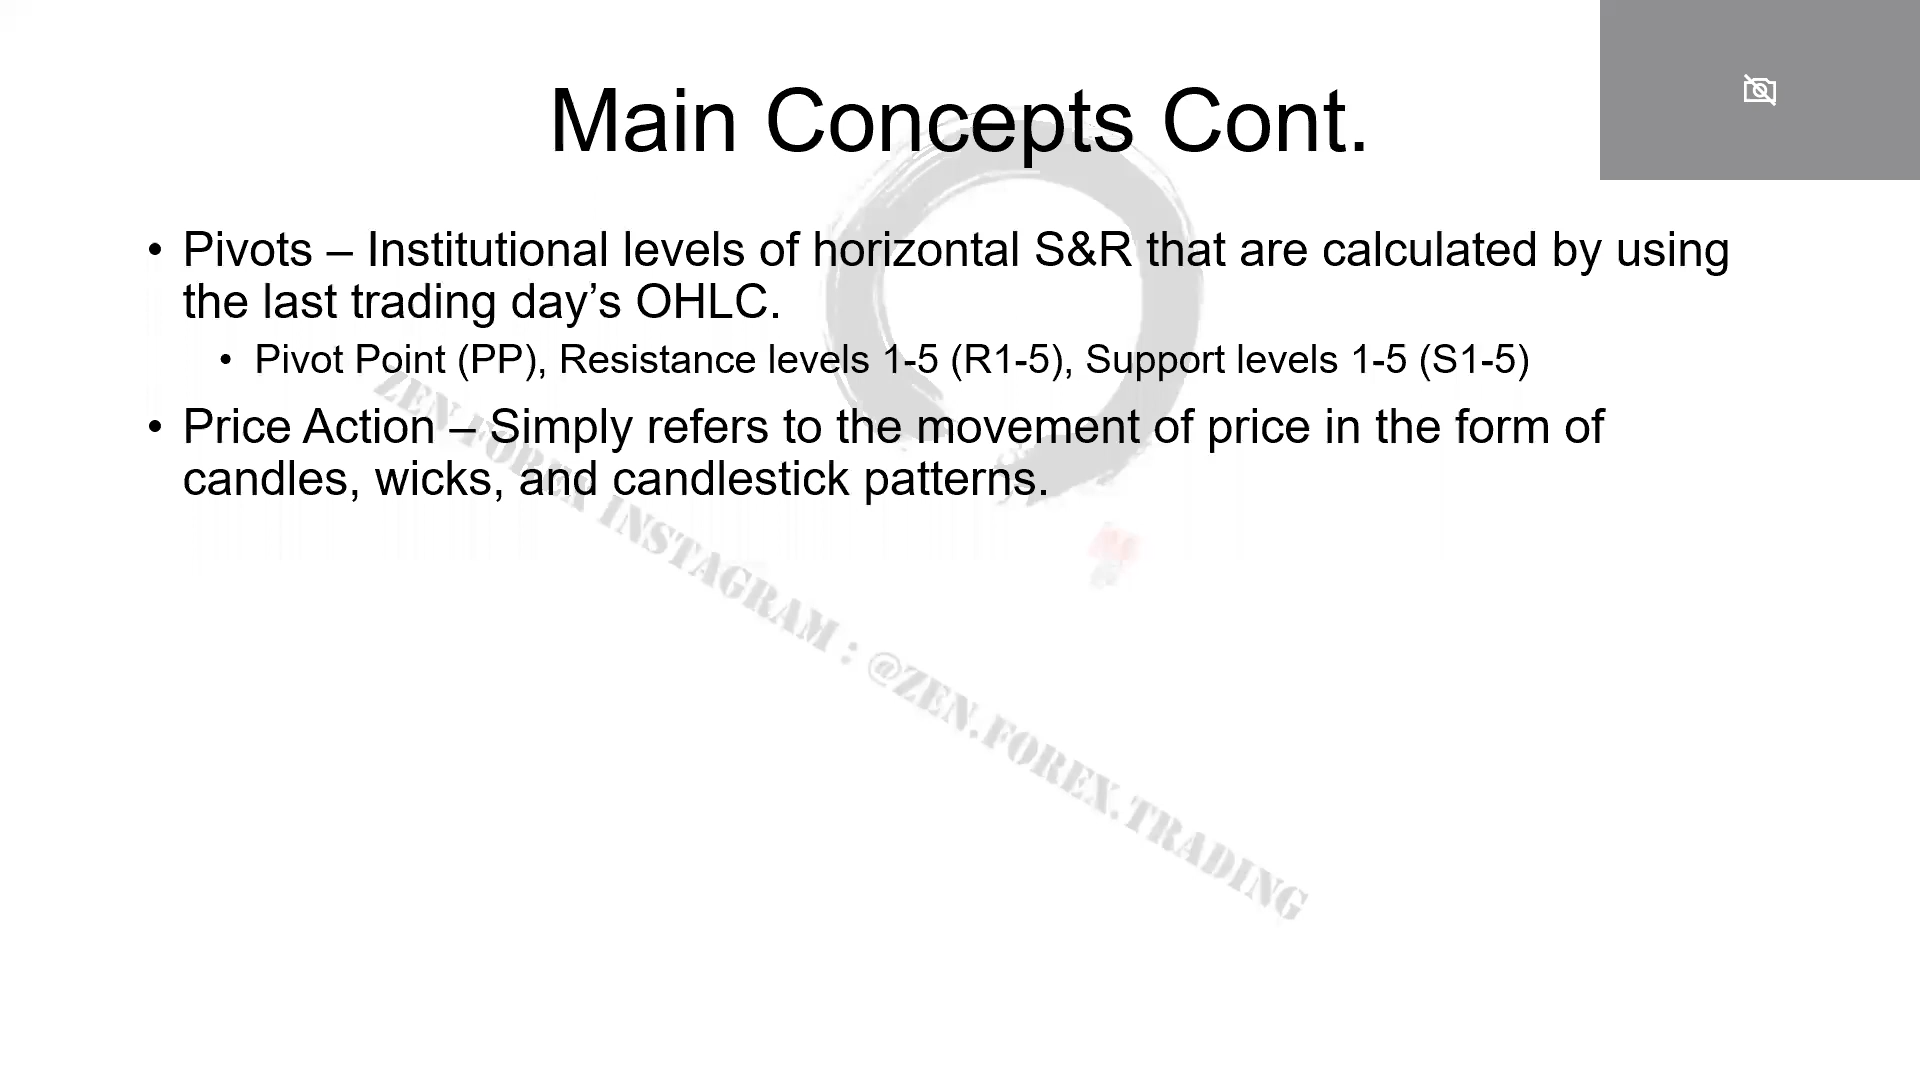 Main Concepts Cont.
• Pivots – Institutional levels of horizontal S&R that are calculated by using
the last trading day’s OHLC.
• Pivot Point (PP), Resistance levels 1-5 (R1-5), Support levels 1-5 (S1-5)
• Price Action – Simply refers to the movement of price in the form of
candles, wicks, and candlestick patterns.
ZEN FOREX INSTAGRAM : @ZEN.FOREX.TRADING